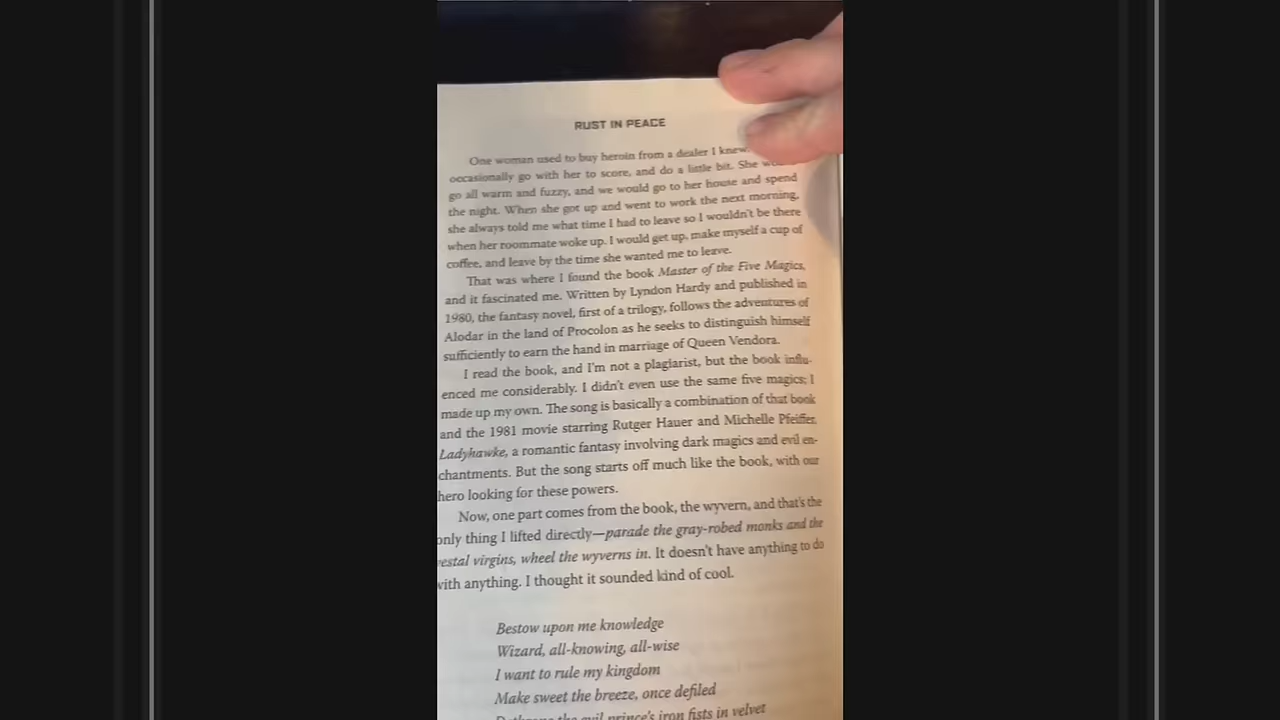 RUST IN PEACE
One woman used to buy heroin from a dealer I knew.
occasionally go with her to score, and do a little bit. She
go all warm and fuzzy, and we would go to her house and spend
the night. When she got up and went to work the next morning,
she always told me what time I had to leave so I wouldn't be there
when her roommate woke up. I would get up, make myself a cup of
coffee, and leave by the time she wanted me to leave.
That was where I found the book Master of the Five Magics,
and it fascinated me. Written by Lyndon Hardy and published in
1980, the fantasy novel, first of a trilogy, follows the adventures of
Alodar in the land of Procolon as he seeks to distinguish himself
sufficiently to earn the hand in marriage of Queen Vendora.
I read the book, and I'm not a plagiarist, but the book influ-
enced me considerably. I didn't even use the same five magics; I
made up my own. The song is basically a combination of that book
and the 1981 movie starring Rutger Hauer and Michelle Pfeiffer,
Ladyhawke, a romantic fantasy involving dark magics and evil en-
chantments. But the song starts off much like the book, with our
hero looking for these powers.
Now, one part comes from the book, the wyvern, and that's the
only thing I lifted directly—parade the gray-robed monks and the
vestal virgins, wheel the wyverns in. It doesn't have anything to do
with anything. I thought it sounded kind of cool.
Bestow upon me knowledge
Wizard, all-knowing, all-wise
I want to rule my kingdom
Make sweet the breeze, once defiled
Dethrone the evil prince's iron fists in velvet